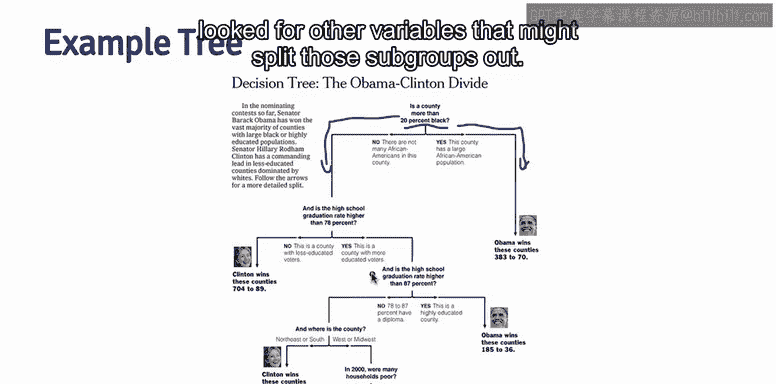 looked for other variables that might
split those subgroups out.
Example Tree
Decision Tree: The Obama-Clinton Divide
In the nominating
contests so far, Senator
Barack Obama has won the
vast majority of counties
with large black or highly
educated populations.
Senator Hillary Rodham
Clinton has a commanding
lead in less-educated
counties dominated by
whites. Follow the arrows
for a more detailed split.
Is a county
more than
20 percent black?
NO There are not
many African-
Americans in this
county.
YES This county
has a large
African-American
population.
And is the high school
graduation rate higher
than 78 percent?
Obama wins
these counties
383 to 70.
NO This is a county
with less-educated
voters.
YES This is a
county with more
educated voters.
Clinton wins
these counties
704 to 89.
And is the high school
graduation rate higher
than 87 percent?
NO 78 to 87
percent have
a diploma.
YES This is a
highly educated
county.
Obama wins
these counties
185 to 36.
And where is the county?
Northeast or South
West or Midwest
Clinton wins
these counties
In 2000, were many
households poor?